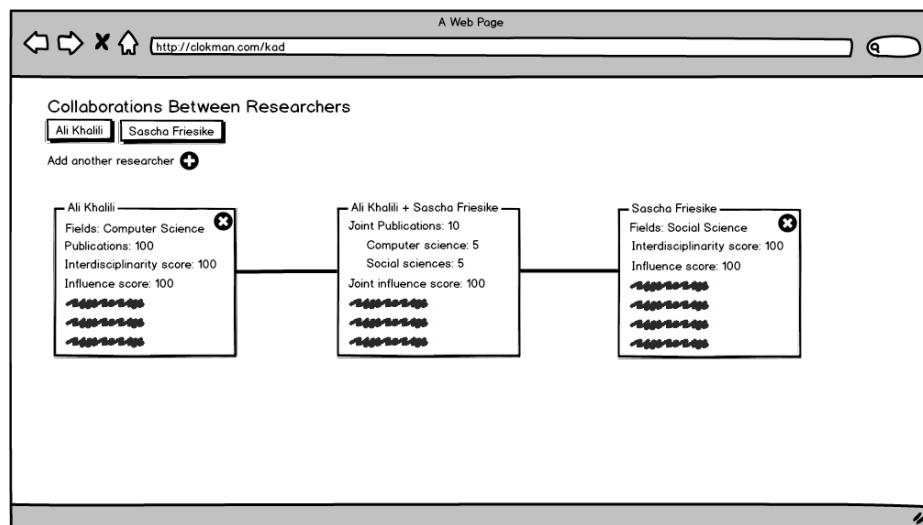 A Web Page
http://clokman.com/kad
Collaborations Between Researchers
Ali Khalili
Sascha Friesike
Add another researcher
Ali Khalili
Fields: Computer Science
Publications: 100
Interdisciplinarity score: 100
Influence score: 100
Ali Khalili + Sascha Friesike
Joint Publications: 10
Computer science: 5
Social sciences: 5
Joint influence score: 100
Sascha Friesike
Fields: Social Science
Interdisciplinarity score: 100
Influence score: 100